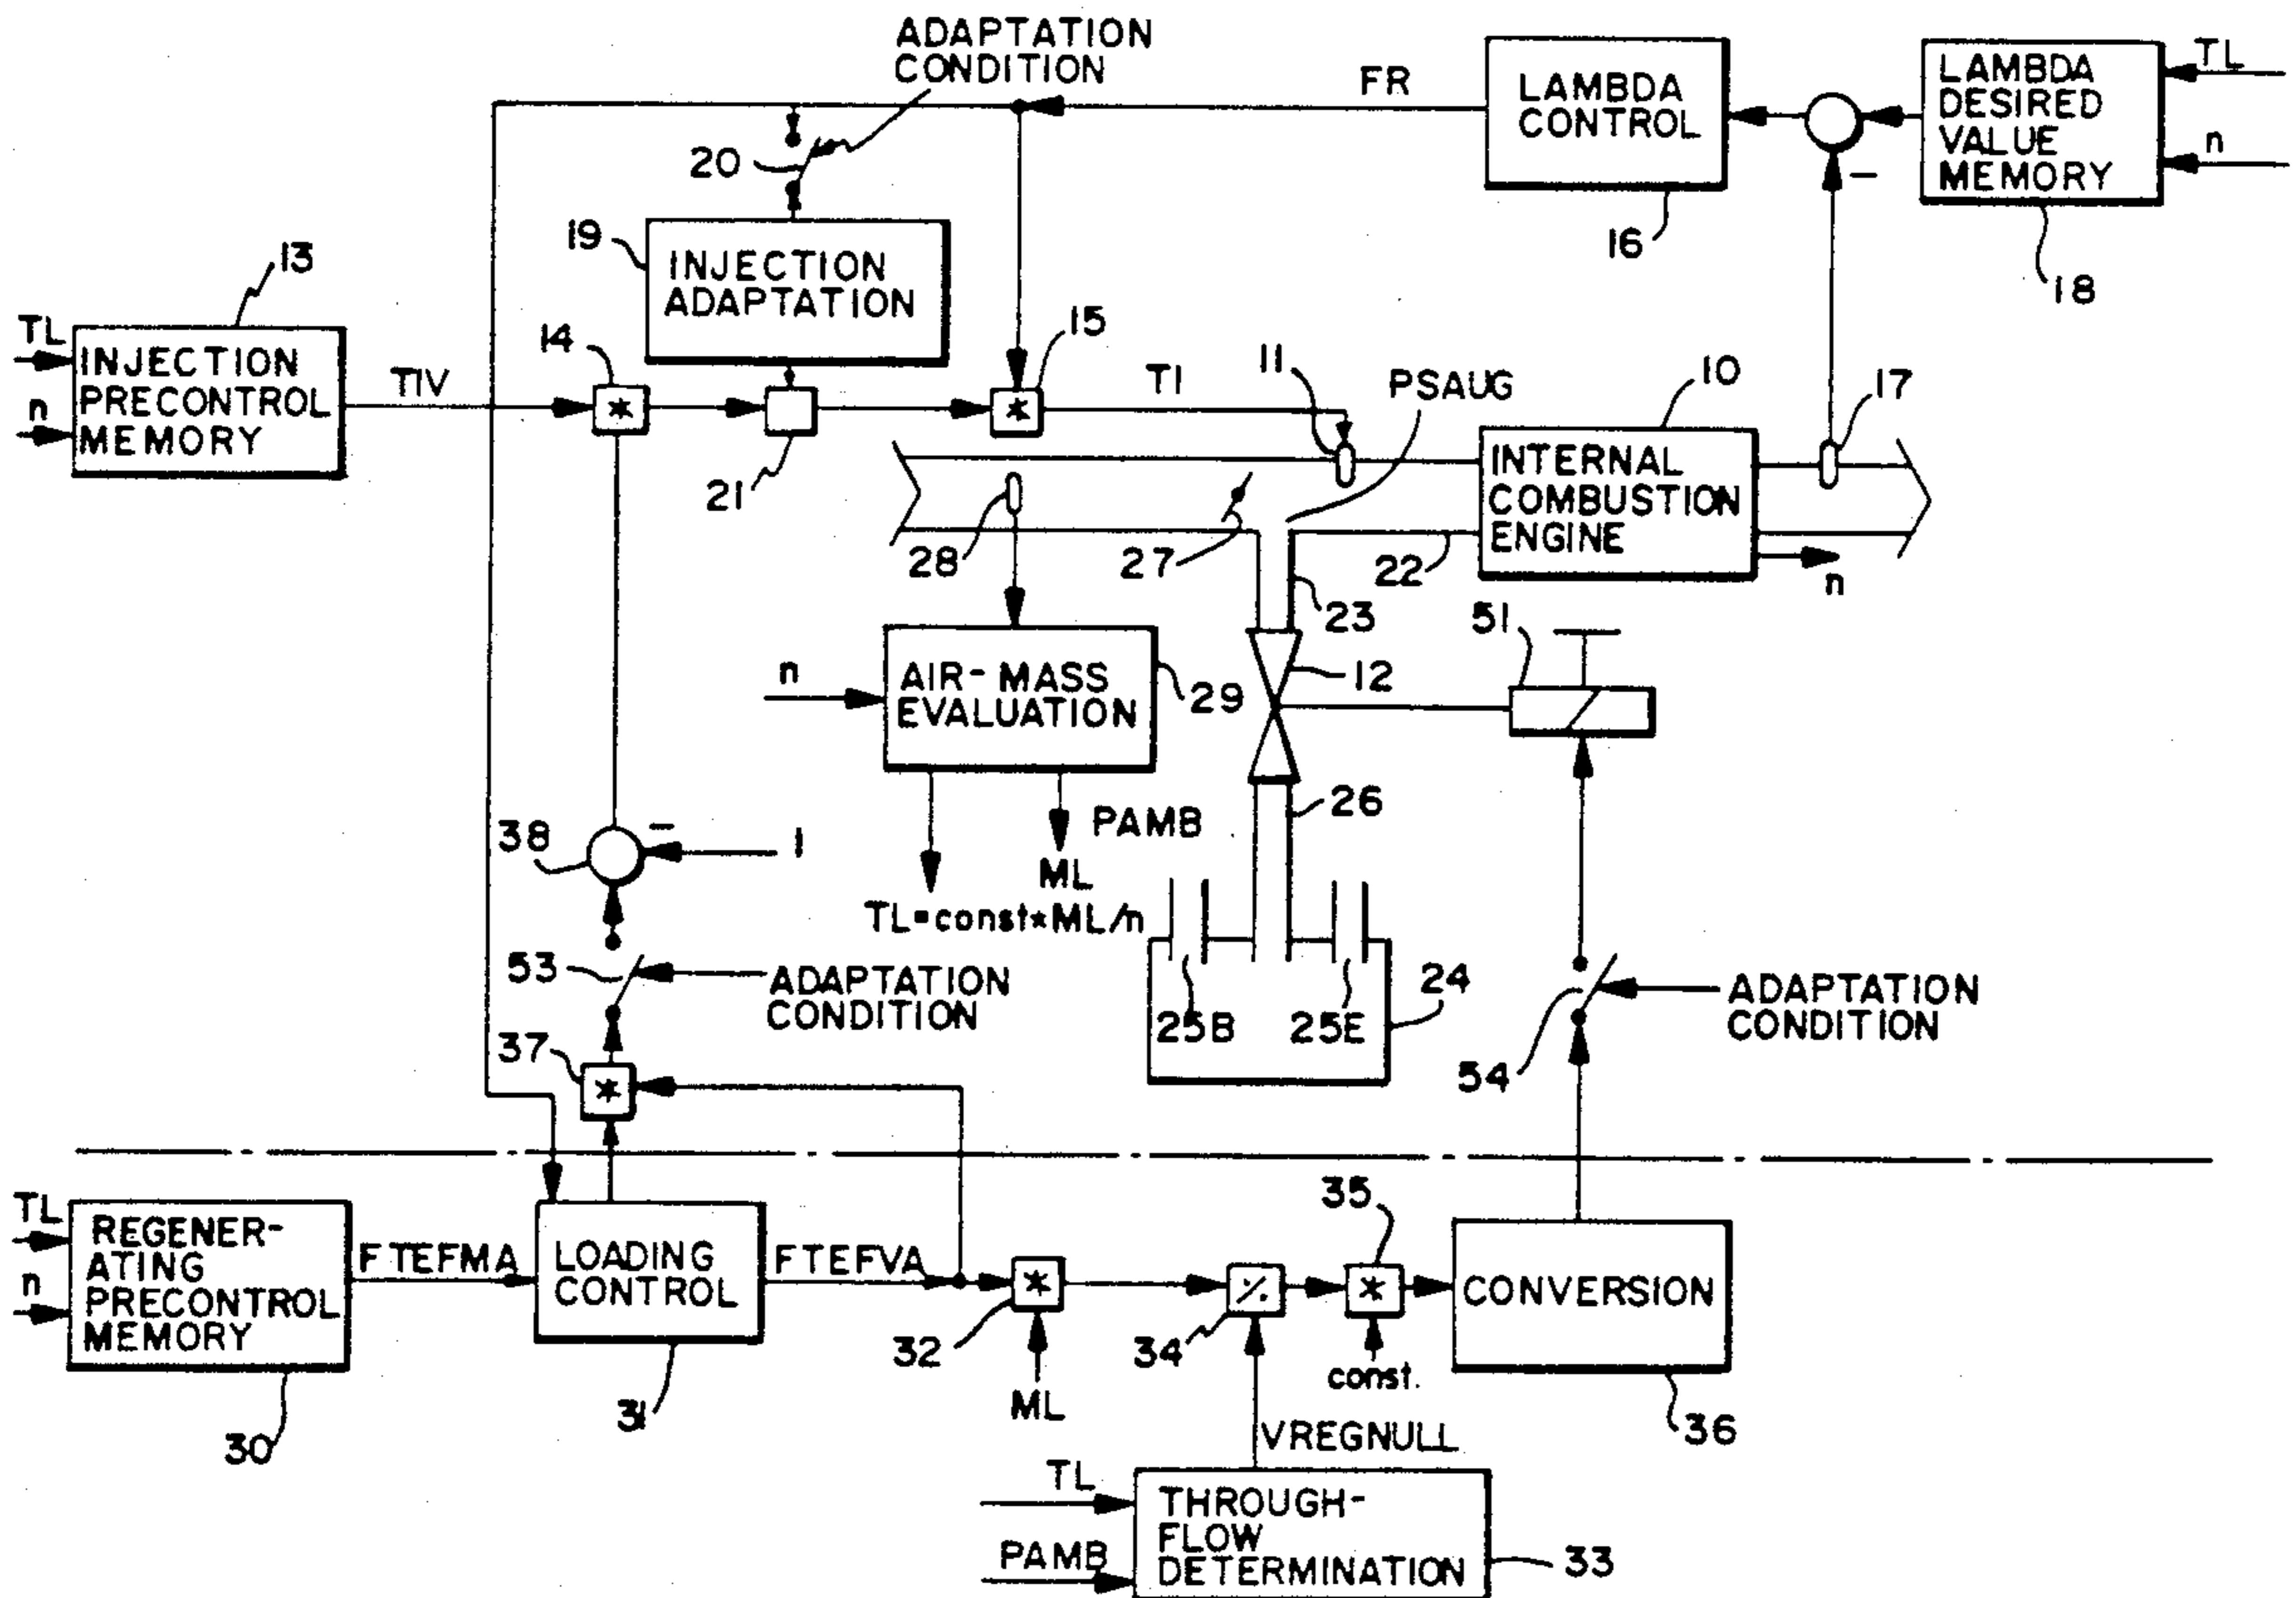 ADAPTATION
CONDITION
FR
LAMBDA
CONTROL
LAMBDA
DESIRED
VALUE
MEMORY
TL
n
20
16
18
–
13
19
INJECTION
ADAPTATION
14
15
TL
n
INJECTION
PRECONTROL
MEMORY
TIV
*
*
TI
11
PSAUG
10
17
21
28
27
22
INTERNAL
COMBUSTION
ENGINE
n
23
51
n
AIR-MASS
EVALUATION
29
12
38
–
1
PAMB
ML
TL=const*ML/n
26
53
ADAPTATION
CONDITION
25B
25E
24
54
ADAPTATION
CONDITION
37
*
TL
n
REGENER-
ATING
PRECONTROL
MEMORY
FTEFMA
LOADING
CONTROL
FTEFVA
*
32
ML
34
35
*
const.
CONVERSION
30
31
36
VREGNULL
TL
PAMB
THROUGH-
FLOW
DETERMINATION
33